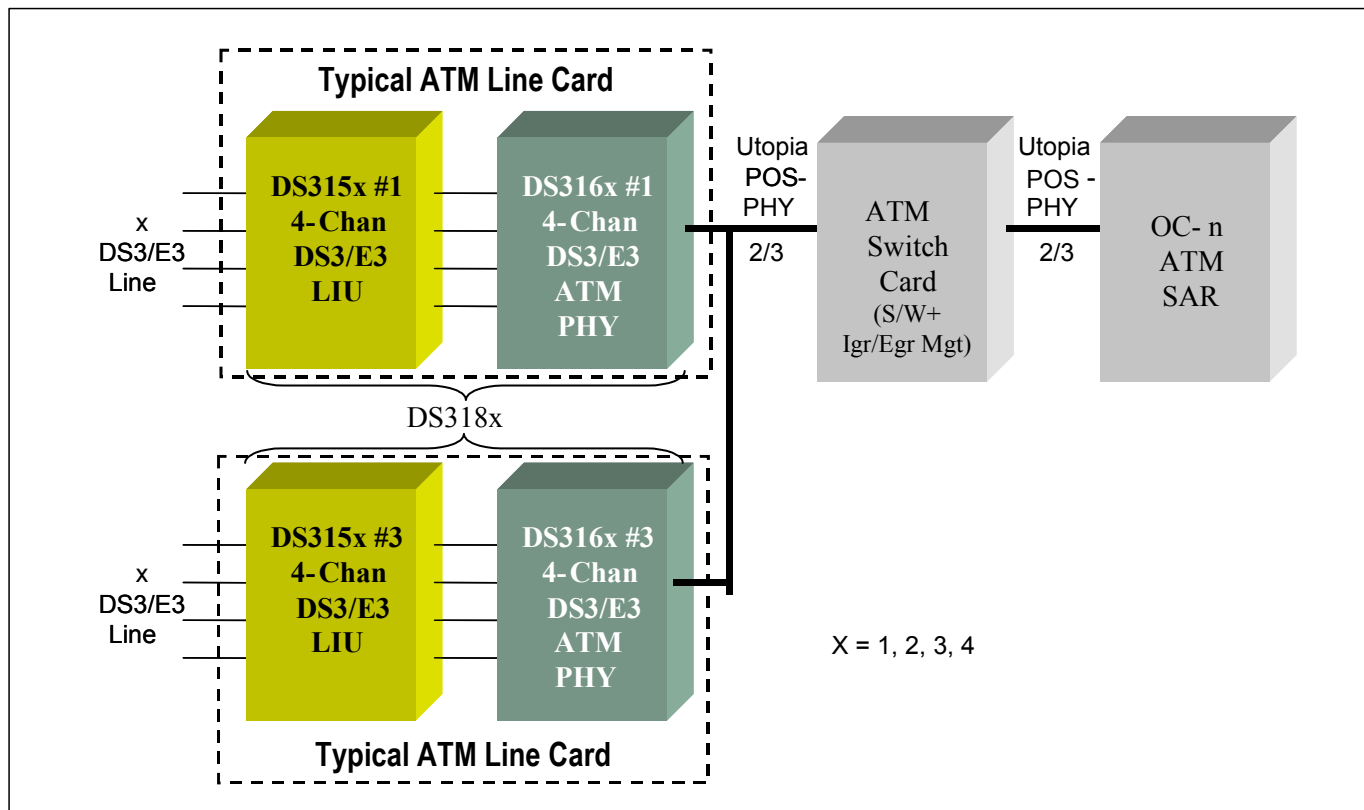 Typical ATM Line Card
x
DS3/E3
Line
DS315x #1
4-Chan
DS3/E3
LIU
DS316x #1
4-Chan
DS3/E3
ATM
PHY
Utopia
POS-
PHY
2/3
ATM
Switch
Card
(S/W+
Igr/Egr Mgt)
Utopia
POS -
PHY
2/3
OC- n
ATM
SAR
DS318x
x
DS3/E3
Line
DS315x #3
4-Chan
DS3/E3
LIU
DS316x #3
4-Chan
DS3/E3
ATM
PHY
X = 1, 2, 3, 4
Typical ATM Line Card